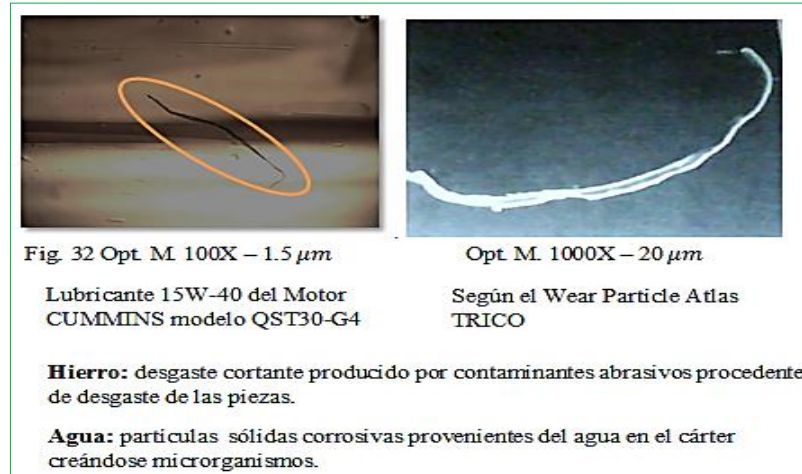 Fig. 32 Opt. M. 100X – 1.5 μm
Opt. M. 1000X – 20 μm
Lubricante 15W-40 del Motor
CUMMINS modelo QST30-G4
Según el Wear Particle Atlas
TRICO
Hierro: desgaste cortante producido por contaminantes abrasivos procedente
de desgaste de las piezas.
Agua: partículas sólidas corrosivas provenientes del agua en el cárter
creándose microrganismos.